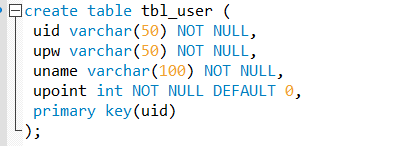 create table tbl_user (
uid varchar(50) NOT NULL,
upw varchar(50) NOT NULL,
uname varchar(100) NOT NULL,
upoint int NOT NULL DEFAULT 0,
primary key(uid)
);